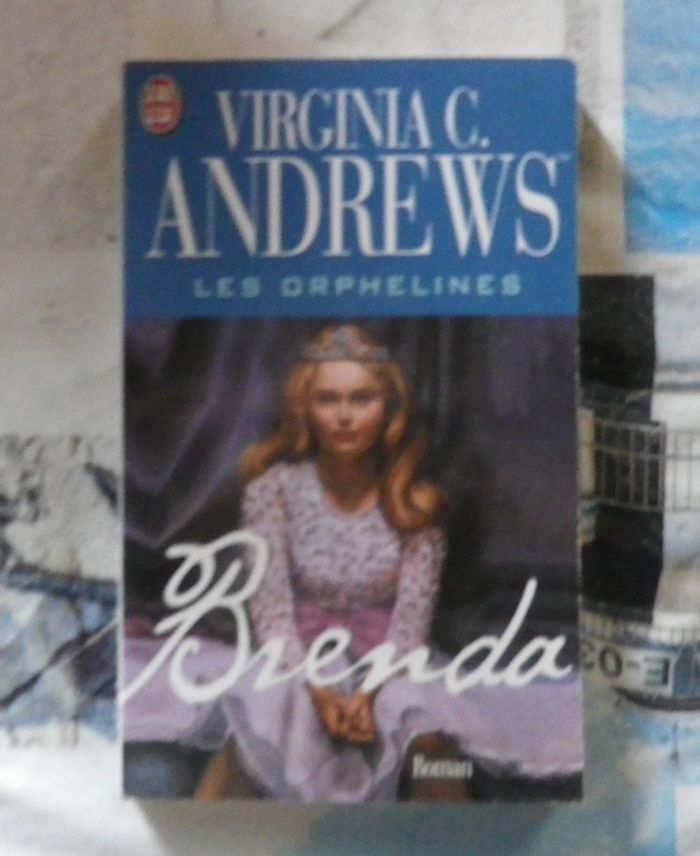 VIRGINIA C.
ANDREWS
LES ORPHELINES
Brenda
Roman